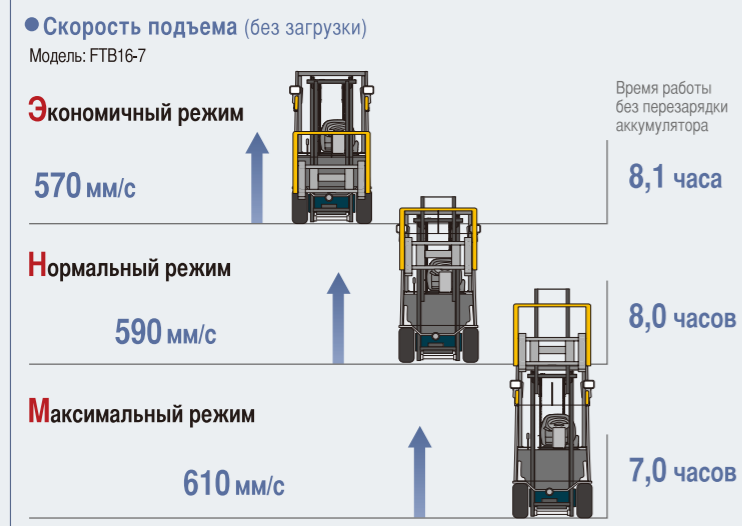 Скорость подъема (без загрузки)
Модель: FTB16-7
Экономичный режим
Время работы
без перезарядки
аккумулятора
570 мм/с
8,1 часа
Нормальный режим
590 мм/с
8,0 часов
Максимальный режим
610 мм/с
7,0 часов